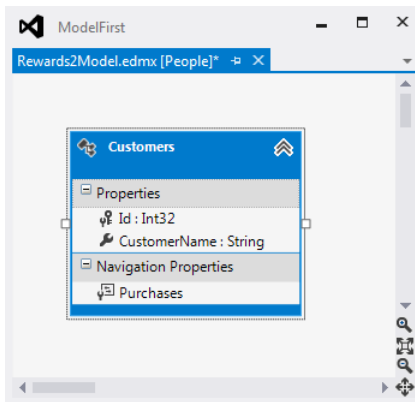 ModelFirst
Rewards2Model.edmx [People]*
Customers
Properties
Id : Int32
CustomerName : String
Navigation Properties
Purchases